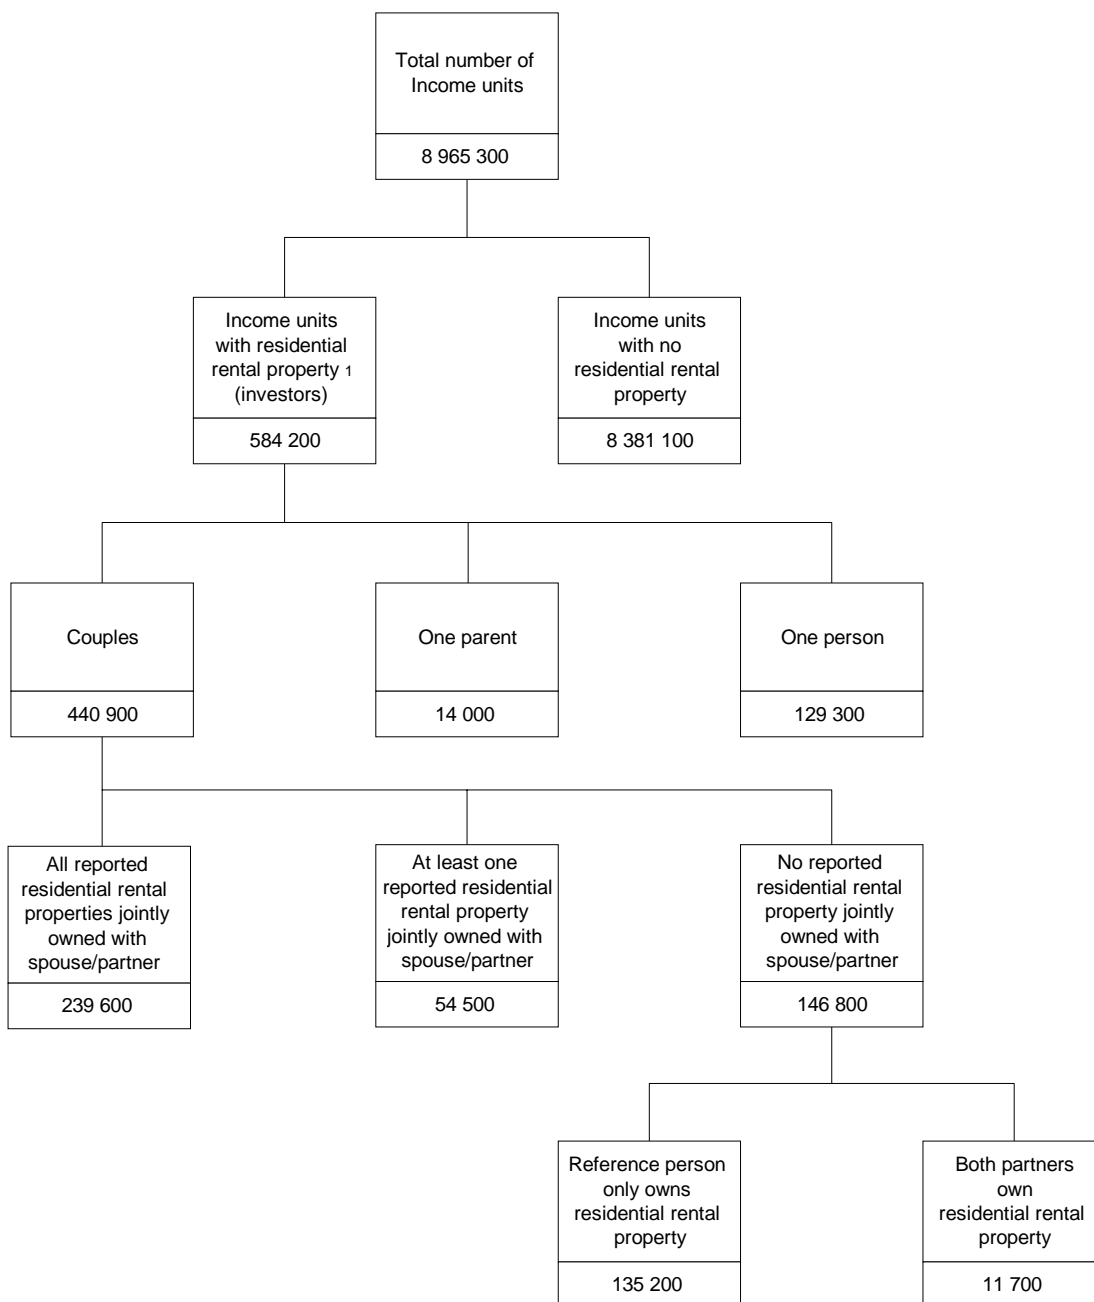 Total number of
Income units
8 965 300
Income units
with residential
rental property 1
(investors)
584 200
Income units
with no
residential rental
property
8 381 100
Couples
440 900
One parent
14 000
One person
129 300
All reported
residential rental
properties jointly
owned with
spouse/partner
239 600
At least one
reported residential
rental property
jointly owned with
spouse/partner
54 500
No reported
residential rental
property jointly
owned with
spouse/partner
146 800
Reference person
only owns
residential rental
property
135 200
Both partners
own
residential rental
property
11 700